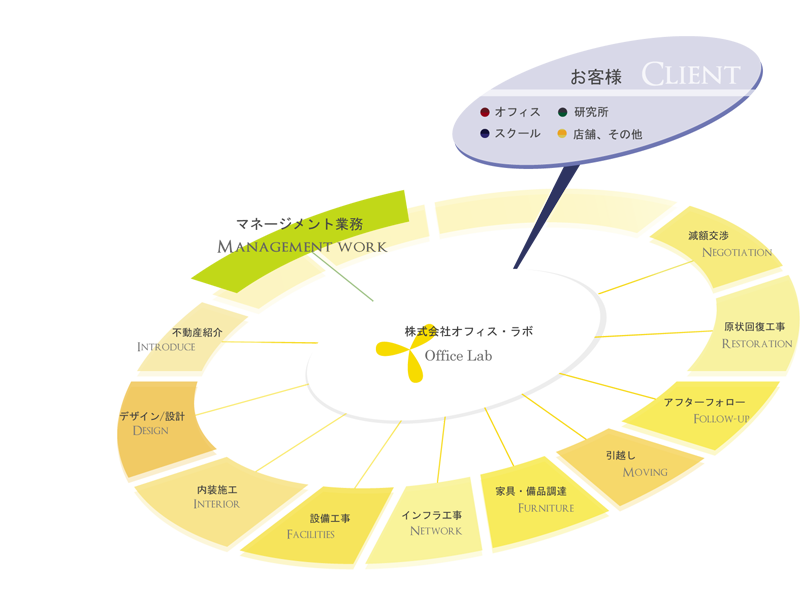 お客様 CLIENT
オフィス 研究所
スクール 店舗、その他
マネージメント業務
MANAGEMENT WORK
減額交渉
NEGOTIATION
不動産紹介
INTRODUCE
株式会社オフィス・ラボ
Office Lab
原状回復工事
RESTORATION
デザイン/設計
DESIGN
アフターフォロー
FOLLOW-UP
内装施工
INTERIOR
引越し
MOVING
設備工事
FACILITIES
インフラ工事
NETWORK
家具・備品調達
FURNITURE